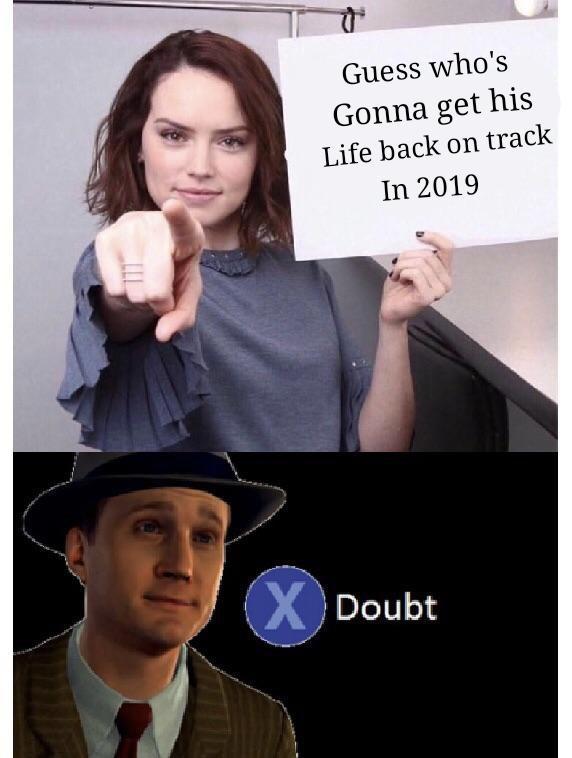 Guess who's
Gonna get his
Life back on track
In 2019
X Doubt